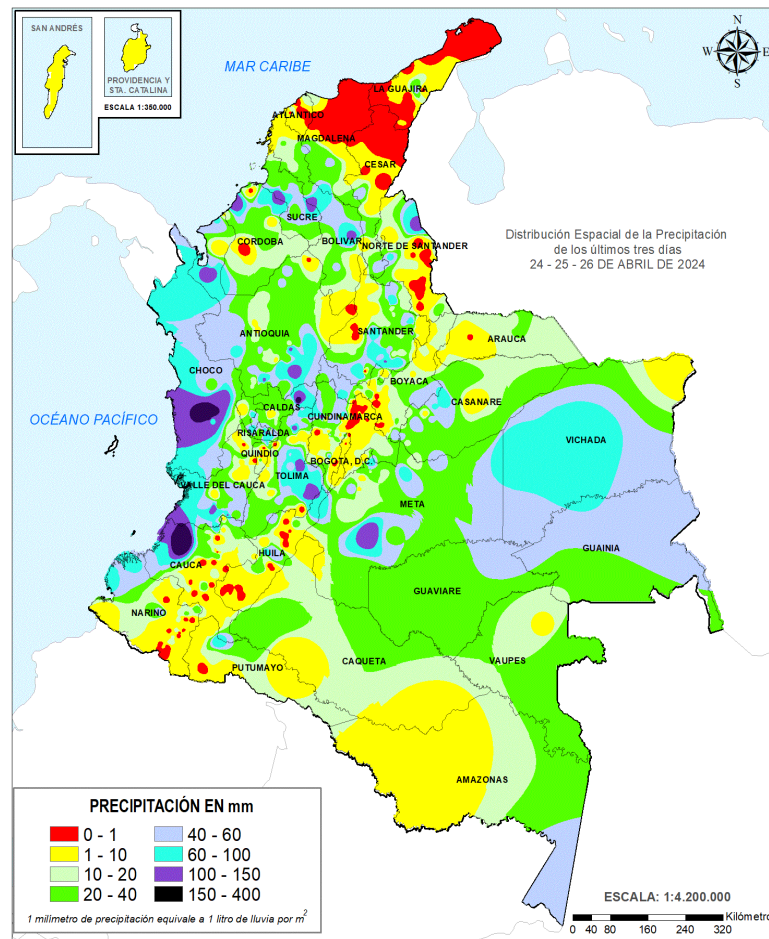 SAN ANDRÉS
PROVIDENCIA Y
STA. CATALINA
ESCALA 1:350.000
N
W E
S
MAR CARIBE
LA GUAJIRA
ATLANTICO
MAGDALENA
CESAR
SUCRE
CORDOBA
BOLIVAR
NORTE DE SANTANDER
Distribución Espacial de la Precipitación
de los últimos tres días
24 - 25 - 26 DE ABRIL DE 2024
ANTIOQUIA
SANTANDER
ARAUCA
CHOCO
BOYACA
CASANARE
OCÉANO PACÍFICO
CALDAS
CUNDINAMARCA
RISARALDA
VICHADA
QUINDIO
BOGOTA, D.C.
TOLIMA
VALLE DEL CAUCA
META
HUILA
GUAINIA
CAUCA
GUAVIARE
NARINO
CAQUETA
VAUPES
PUTUMAYO
AMAZONAS
PRECIPITACIÓN EN mm
0 - 1 40 - 60
1 - 10 60 - 100
10 - 20 100 - 150
20 - 40 150 - 400
1 milímetro de precipitación equivale a 1 litro de lluvia por m²
ESCALA: 1:4.200.000
Kilóme
0 40 80 160 240 320